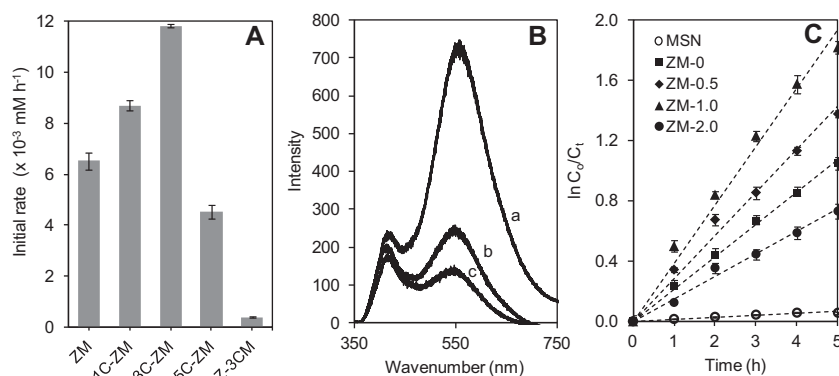 A
Initial rate (x 10⁻³ mM h⁻¹)
12
10
8
6
4
2
0
ZM
1C-ZM
3C-ZM
5C-ZM
Z-3CM
B
Intensity
800
700
600
500
400
300
200
100
0
a
b
c
350
550
750
Wavenumber (nm)
C
MSN
ZM-0
ZM-0.5
ZM-1.0
ZM-2.0
ln C₀/Cₜ
2.0
1.6
1.2
0.8
0.4
0.0
0 1 2 3 4 5
Time (h)